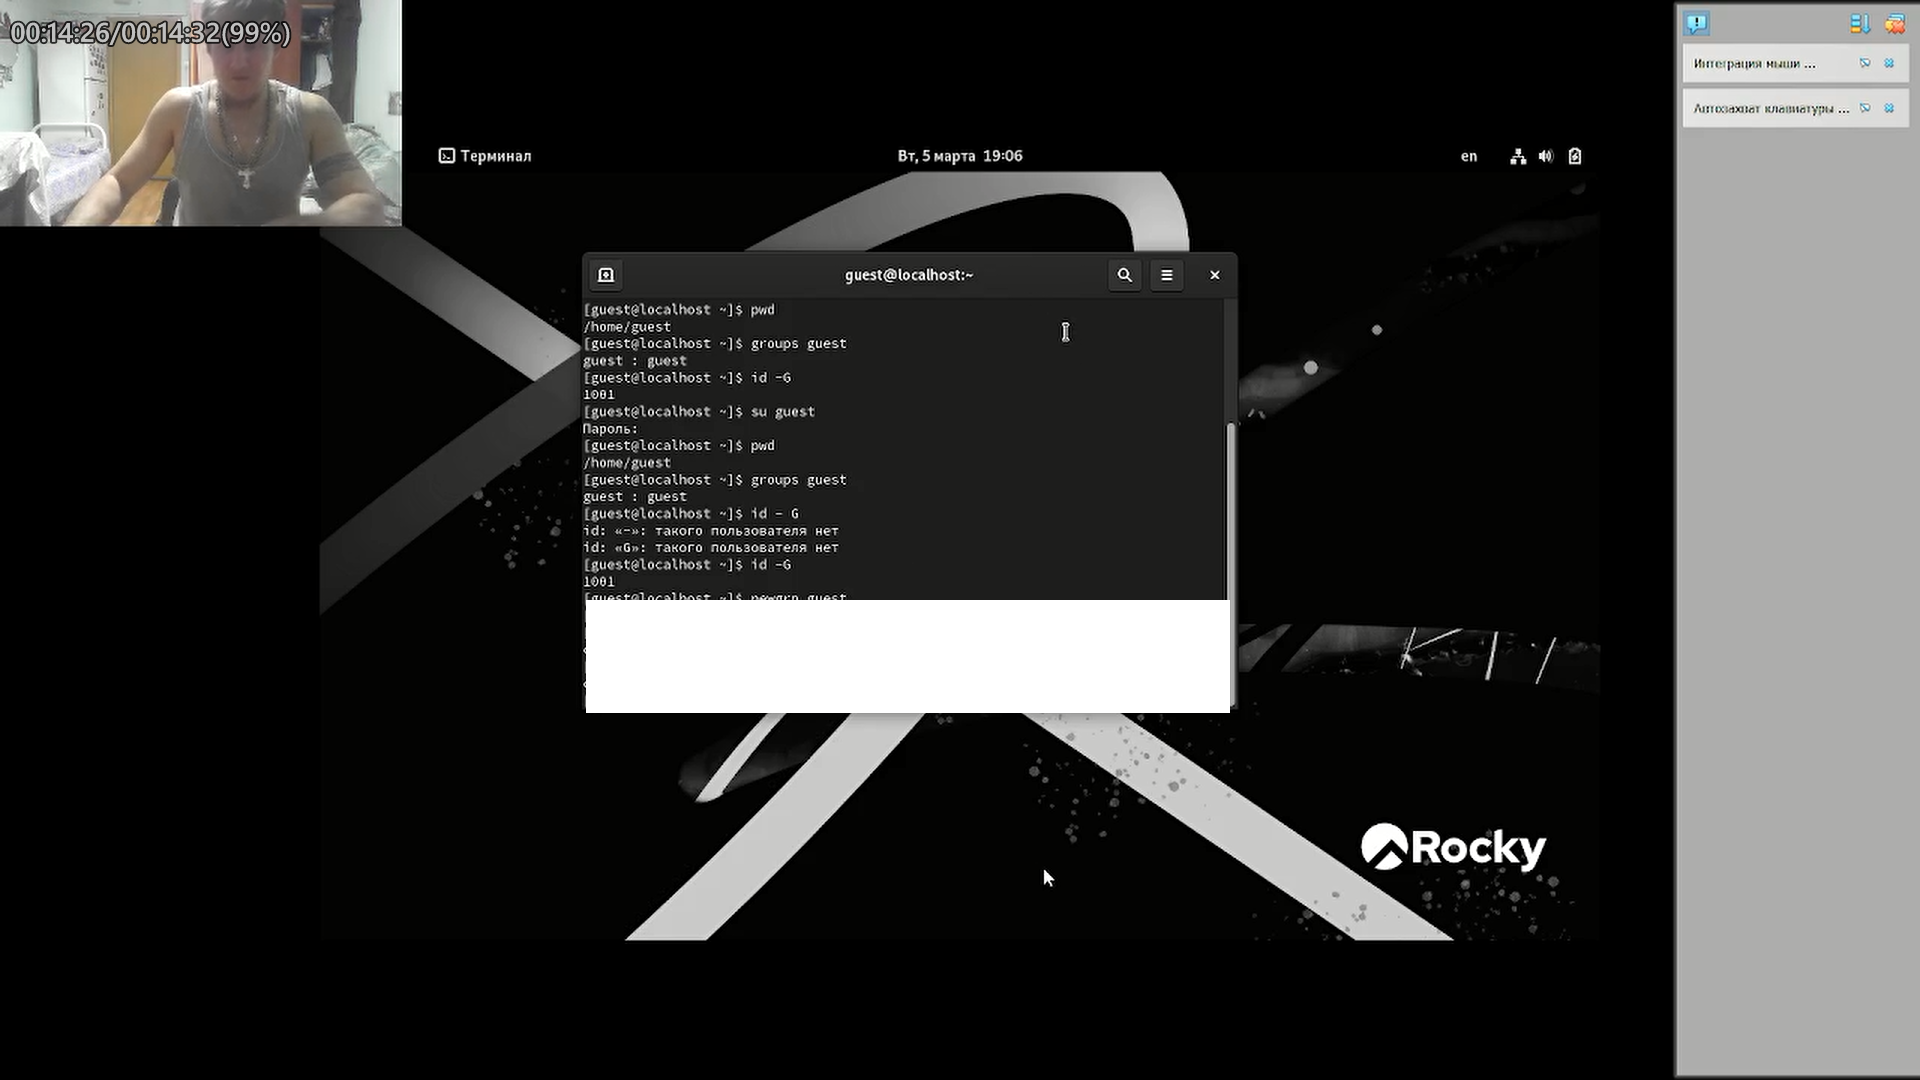 00:14:26/00:14:32(99%)
Интеграция мыши ...
Автозахват клавиатуры ...
Терминал
Вт, 5 марта 19:06
en
guest@localhost:~
[guest@localhost ~]$ pwd
/home/guest
[guest@localhost ~]$ groups guest
guest : guest
[guest@localhost ~]$ id -G
1001
[guest@localhost ~]$ su guest
Пароль:
[guest@localhost ~]$ pwd
/home/guest
[guest@localhost ~]$ groups guest
guest : guest
[guest@localhost ~]$ id - G
id: «-»: такого пользователя нет
id: «G»: такого пользователя нет
[guest@localhost ~]$ id -G
1001
[guest@localhost ~]$ newgrp guest
Rocky